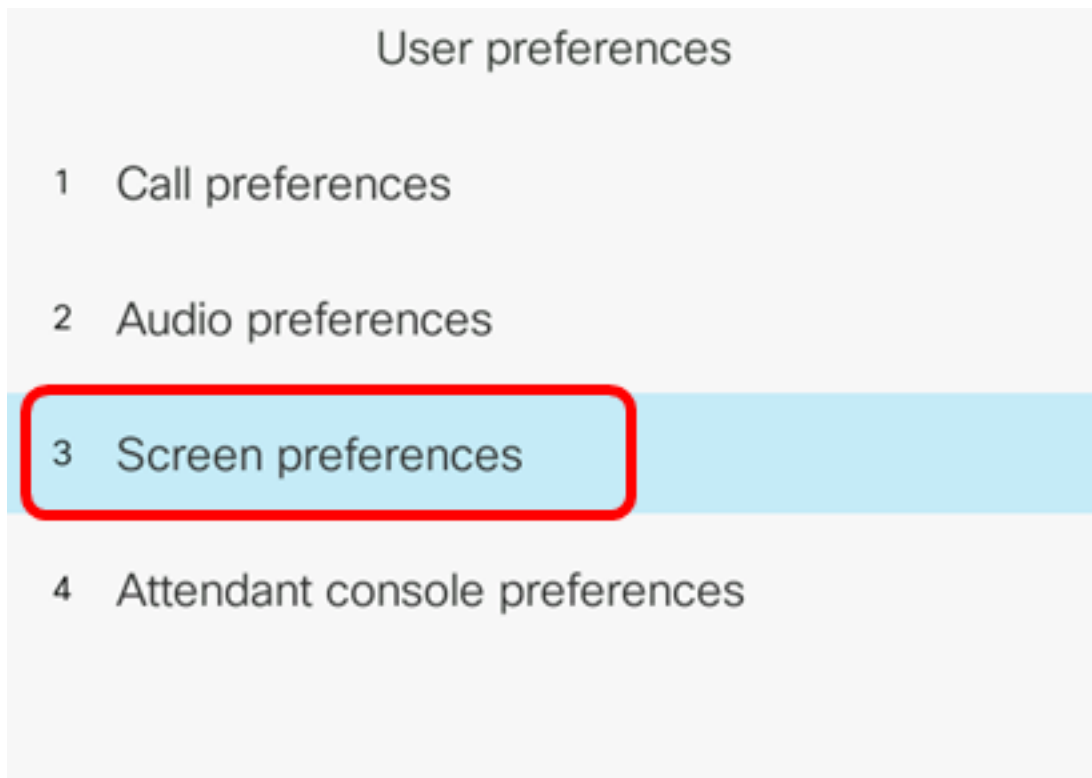 User preferences
1 Call preferences
2 Audio preferences
3 Screen preferences
4 Attendant console preferences